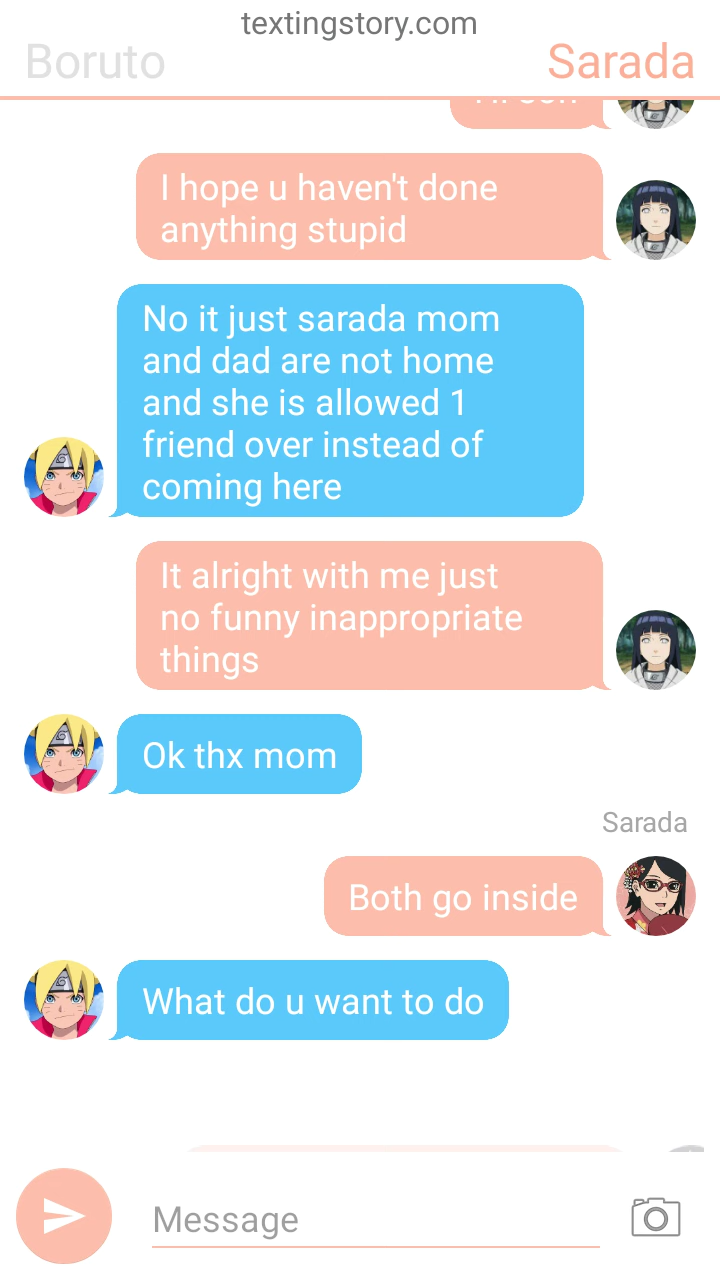 textingstory.com
Boruto
Sarada
I hope u haven't done
anything stupid
No it just sarada mom
and dad are not home
and she is allowed 1
friend over instead of
coming here
It alright with me just
no funny inappropriate
things
Ok thx mom
Sarada
Both go inside
What do u want to do
Message